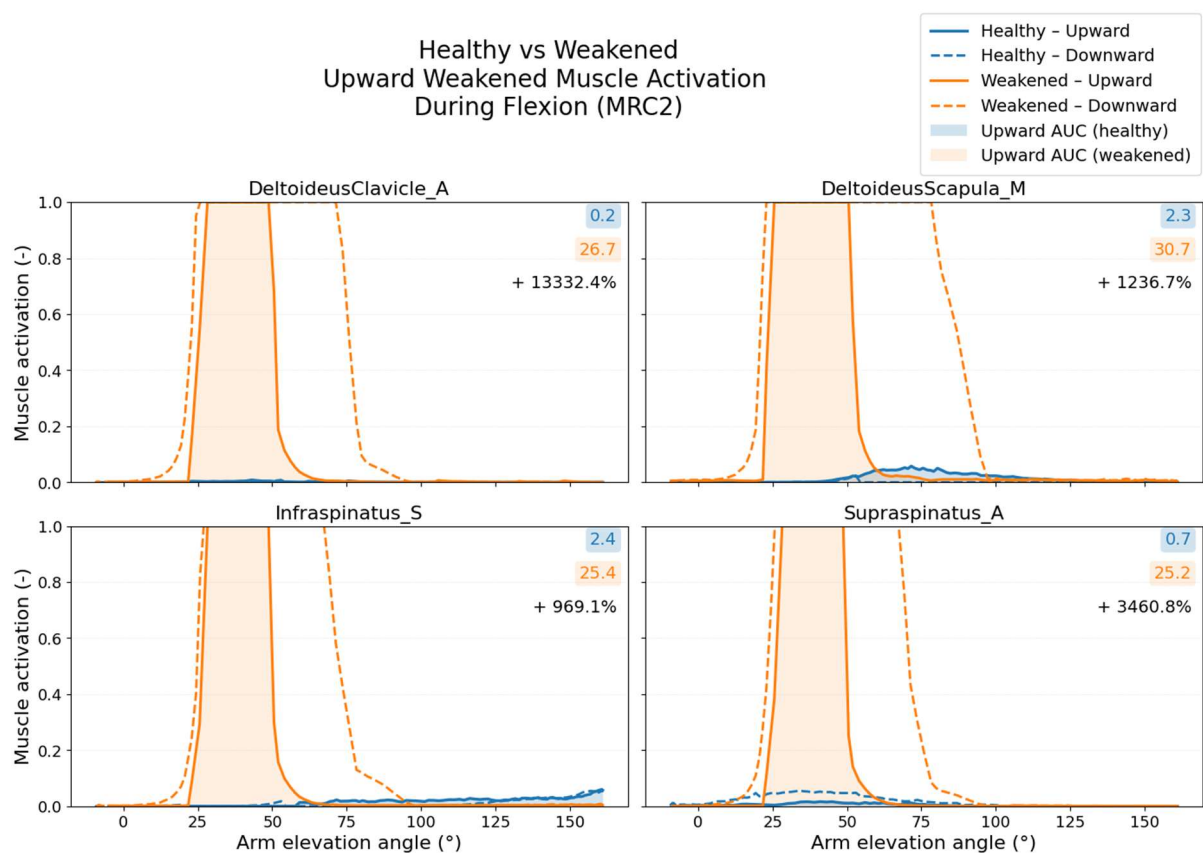 Healthy vs Weakened
Upward Weakened Muscle Activation
During Flexion (MRC2)
Healthy – Upward
Healthy – Downward
Weakened – Upward
Weakened – Downward
Upward AUC (healthy)
Upward AUC (weakened)
DeltoideusClavicle_A
1.0
0.8
0.6
0.4
0.2
0.0
Muscle activation (-)
0.2
26.7
+ 13332.4%
DeltoideusScapula_M
2.3
30.7
+ 1236.7%
Infraspinatus_S
1.0
0.8
0.6
0.4
0.2
0.0
Muscle activation (-)
2.4
25.4
+ 969.1%
0 25 50 75 100 125 150
Arm elevation angle (°)
Supraspinatus_A
0.7
25.2
+ 3460.8%
0 25 50 75 100 125 150
Arm elevation angle (°)